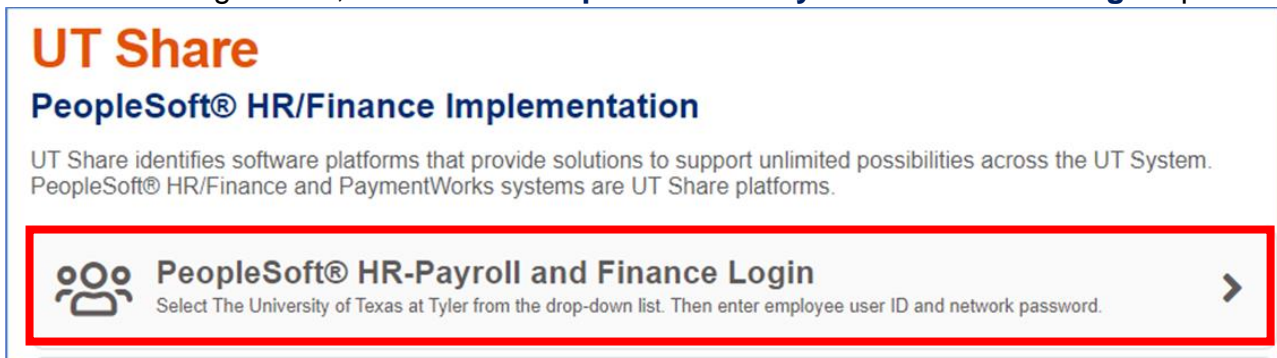 UT Share
PeopleSoft® HR/Finance Implementation
UT Share identifies software platforms that provide solutions to support unlimited possibilities across the UT System.
PeopleSoft® HR/Finance and PaymentWorks systems are UT Share platforms.
PeopleSoft® HR-Payroll and Finance Login
Select The University of Texas at Tyler from the drop-down list. Then enter employee user ID and network password.